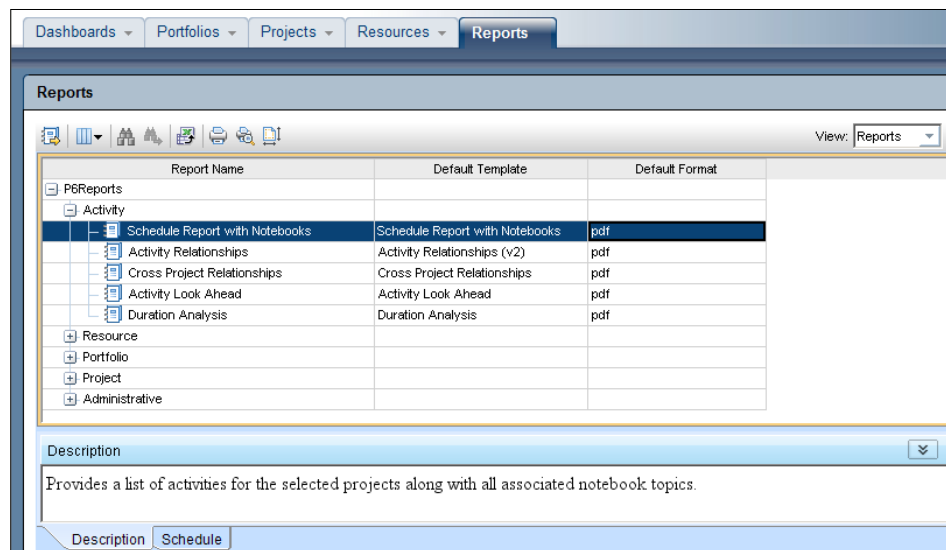 Dashboards Portfolios Projects Resources Reports
Reports
View: Reports
Report Name Default Template Default Format
P6Reports
Activity
Schedule Report with Notebooks Schedule Report with Notebooks pdf
Activity Relationships Activity Relationships (v2) pdf
Cross Project Relationships Cross Project Relationships pdf
Activity Look Ahead Activity Look Ahead pdf
Duration Analysis Duration Analysis pdf
Resource
Portfolio
Project
Administrative
Description
Provides a list of activities for the selected projects along with all associated notebook topics.
Description Schedule